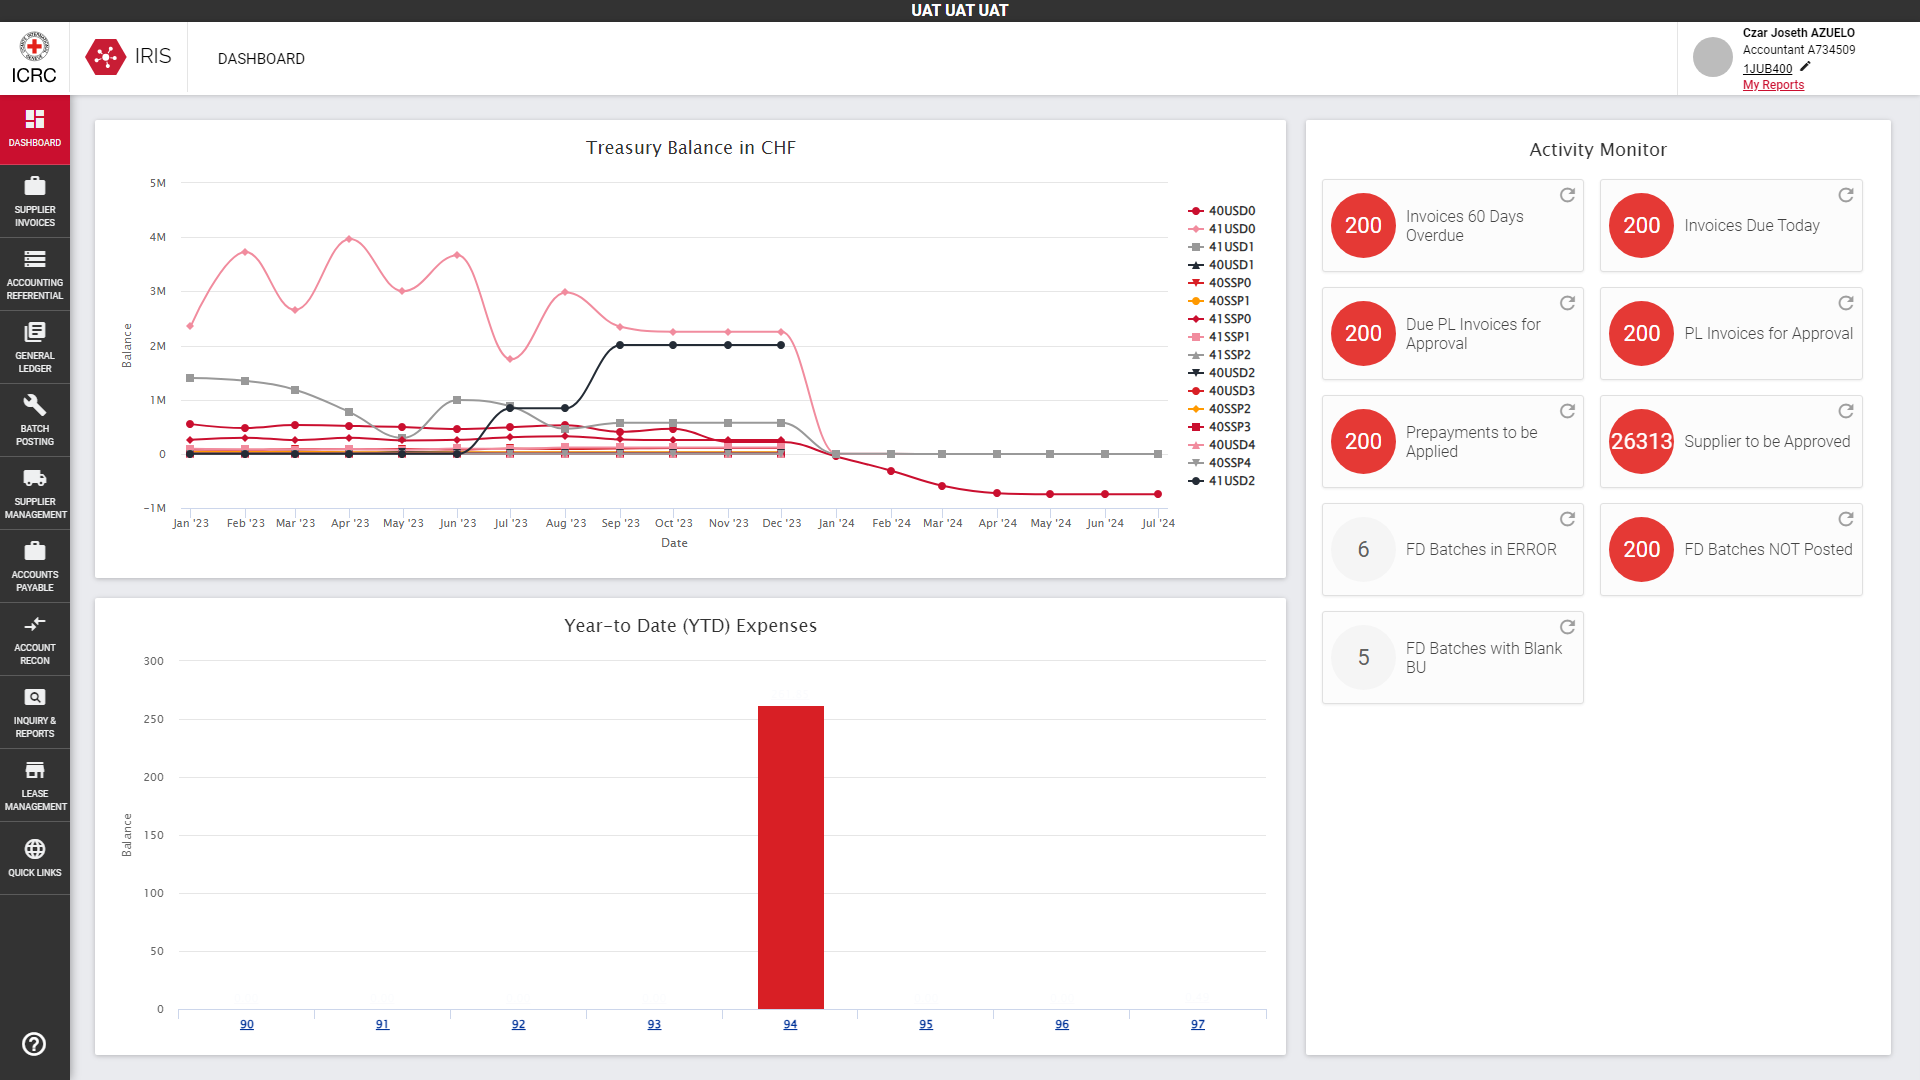 UAT UAT UAT
ICRC
IRIS
DASHBOARD
Czar Joseth AZUELO
Accountant A734509
1JUB400
My Reports
DASHBOARD
SUPPLIER
INVOICES
ACCOUNTING
REFERENTIAL
GENERAL
LEDGER
BATCH
POSTING
SUPPLIER
MANAGEMENT
ACCOUNTS
PAYABLE
ACCOUNT
RECON
INQUIRY &
REPORTS
LEASE
MANAGEMENT
QUICK LINKS
Treasury Balance in CHF
5M
4M
3M
2M
1M
0
-1M
Balance
Jan '23 Feb '23 Mar '23 Apr '23 May '23 Jun '23 Jul '23 Aug '23 Sep '23 Oct '23 Nov '23 Dec '23 Jan '24 Feb '24 Mar '24 Apr '24 May '24 Jun '24 Jul '24
Date
40USD0
41USD0
41USD1
40USD1
40SSP0
40SSP1
41SSP0
41SSP1
41SSP2
40USD2
40USD3
40SSP2
40SSP3
40USD4
40SSP4
41USD2
Year-to Date (YTD) Expenses
300
250
200
150
100
50
0
Balance
90 91 92 93 94 95 96 97
Activity Monitor
200 Invoices 60 Days
Overdue
200 Invoices Due Today
200 Due PL Invoices for
Approval
200 PL Invoices for Approval
200 Prepayments to be
Applied
26313 Supplier to be Approved
6 FD Batches in ERROR
200 FD Batches NOT Posted
5 FD Batches with Blank
BU